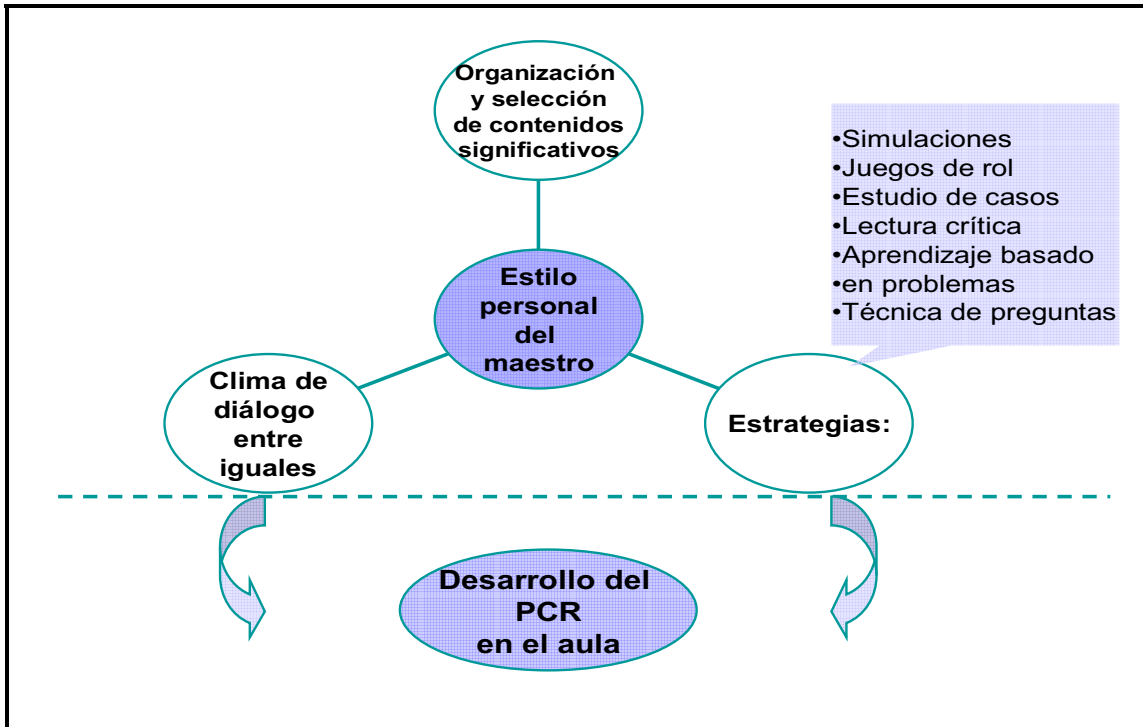 Organización
y selección
de contenidos
significativos
•Simulaciones
•Juegos de rol
•Estudio de casos
•Lectura crítica
•Aprendizaje basado
•en problemas
•Técnica de preguntas
Estilo
personal
del
maestro
Clima de
diálogo
entre
iguales
Estrategias:
Desarrollo del
PCR
en el aula